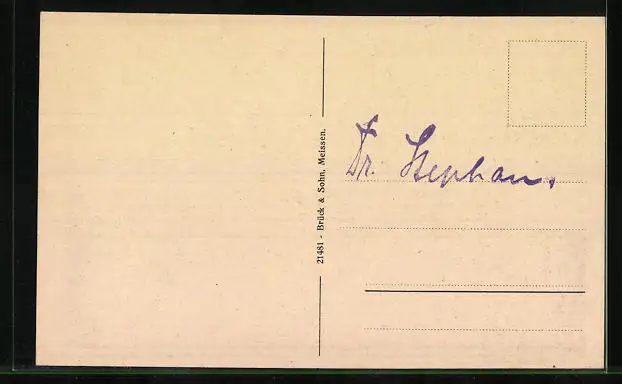 21481 - Brück & Sohn, Meissen.
Dr. Stephan.